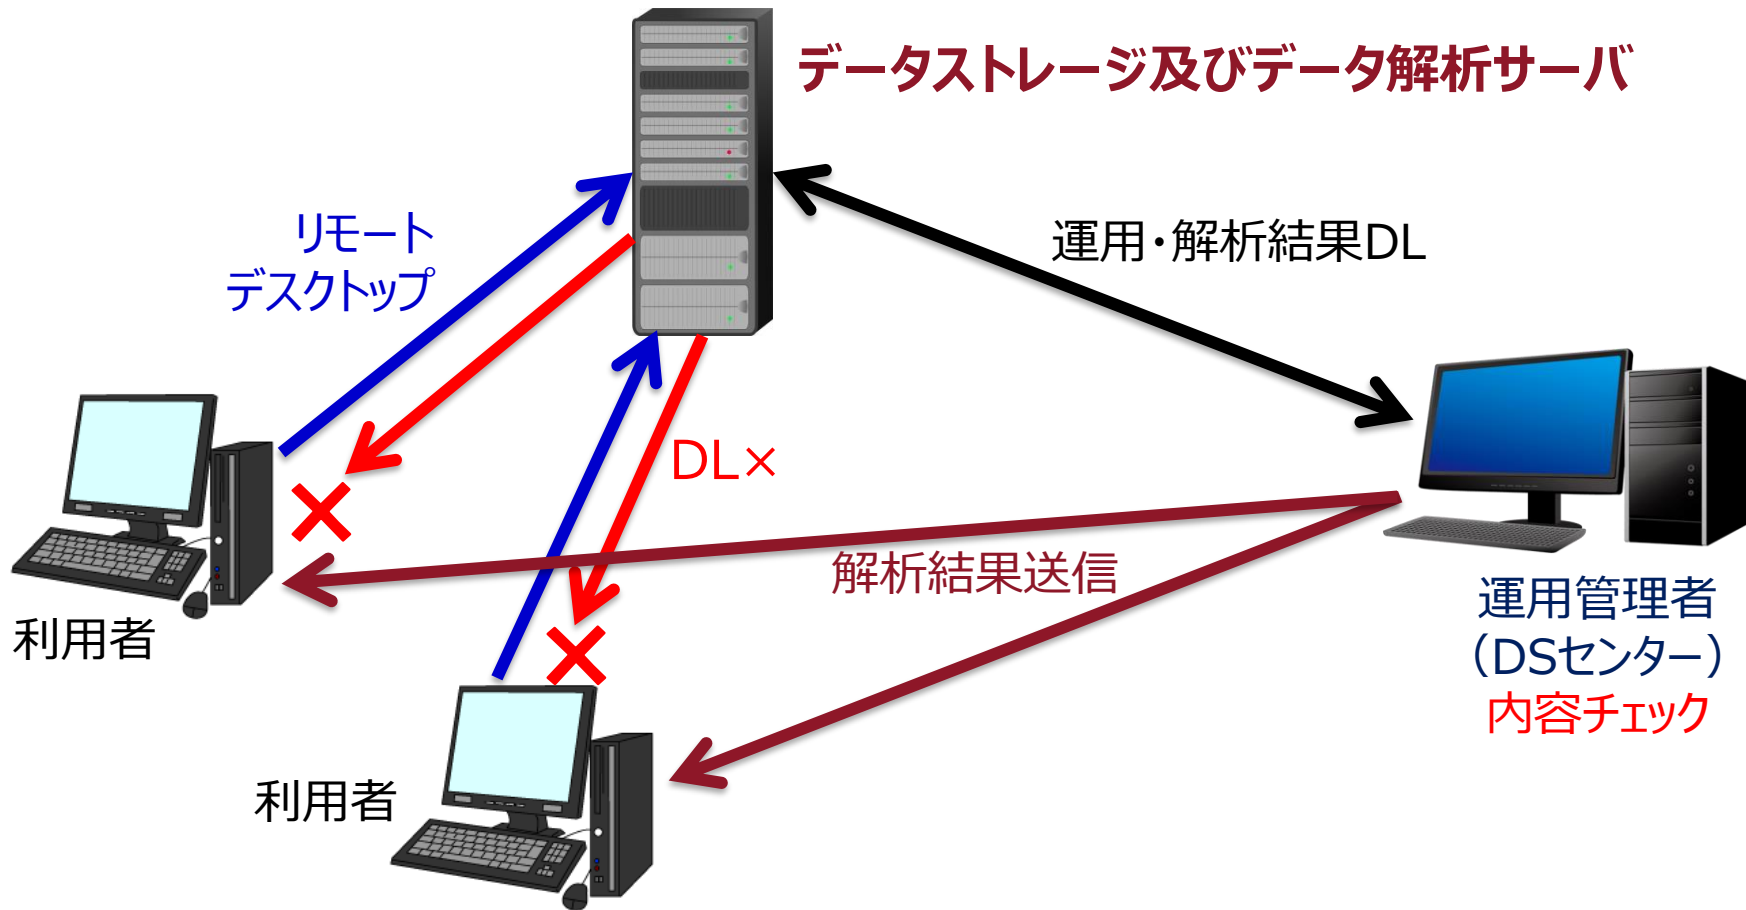 データストレージ及びデータ解析サーバ
リモート
デスクトップ
運用・解析結果DL
DL×
解析結果送信
利用者
運用管理者
（DSセンター）
内容チェック
利用者